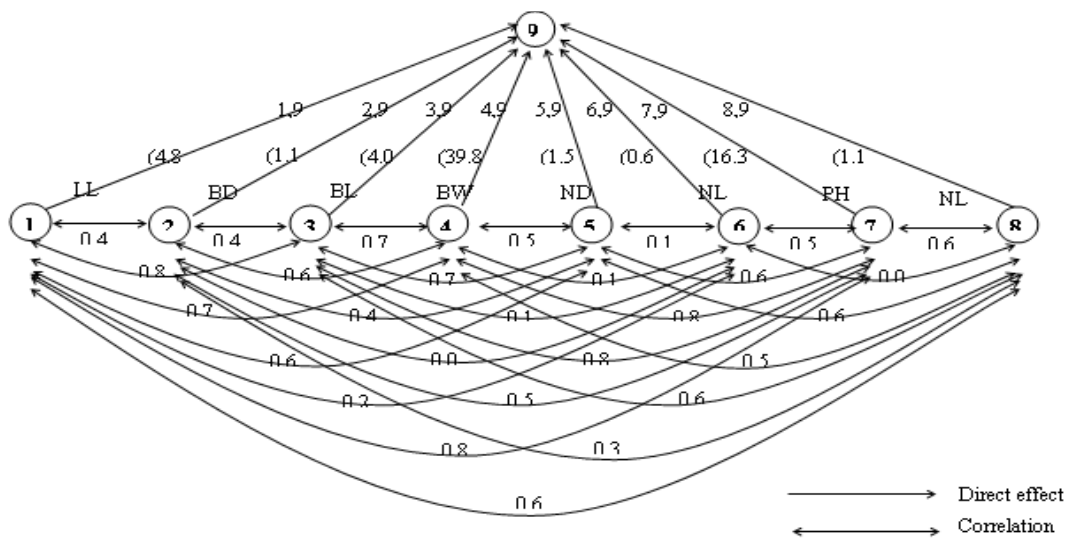 9
1,9 2,9 3,9 4,9 5,9 6,9 7,9 8,9
(4.8 (1.1 (4.0 (39.8 (1.5 (0.6 (16.3 (1.1
LL BD BL BW ND NL PH NL
1 2 3 4 5 6 7 8
0.4 0.4 0.7 0.5 0.1 0.5 0.6
0.8 0.6 0.7 0.1 0.6 0.0
0.7 0.4 0.1 0.8 0.6
0.6 0.0 0.8 0.5
0.5 0.6
0.8 0.3
0.6
Direct effect
Correlation